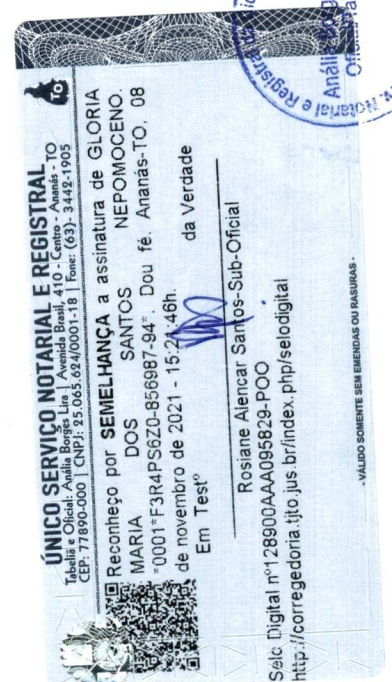 TO
ÚNICO SERVIÇO NOTARIAL E REGISTRAL
Tabeliã e Oficial: Anália Borges Lira | Avenida Brasil, 410 - Centro - Ananás - TO
CEP: 77890-000 | CNPJ: 25.065.624/0001-18 | Fone: (63)- 3442-1905
Reconheço por SEMELHANÇA a assinatura de GLORIA
MARIA DOS SANTOS NEPOMOCENO.
*0001*F3R4PS6Z0-856987-94* Dou fé. Ananás-TO, 08
de novembro de 2021 - 15:24:46h.
Em Testº da Verdade
Rosiane Alencar Santos-Sub-Oficial
Selo Digital nº128900AAA095829-POO
http://corregedoria.tjto.jus.br/index.php/selodigital
- VÁLIDO SOMENTE SEM EMENDAS OU RASURAS -
Notarial e Registral
Anália Borg